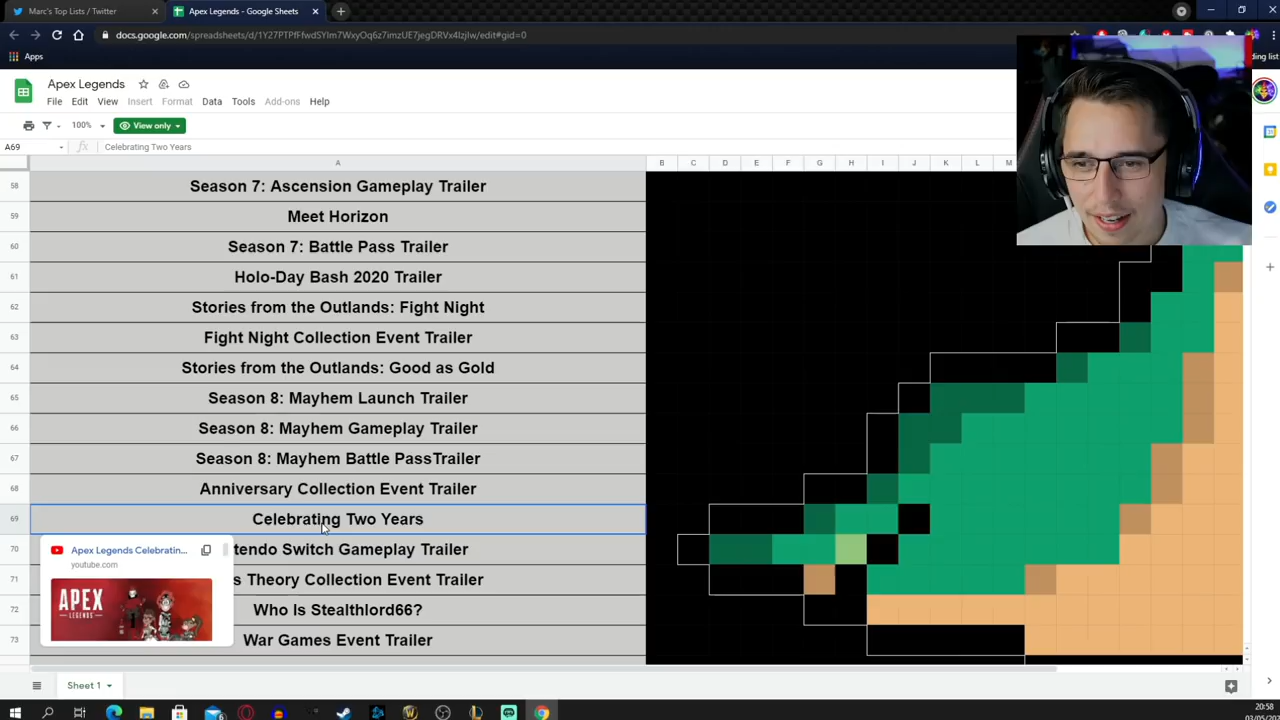 Marc's Top Lists / Twitter
Apex Legends - Google Sheets
docs.google.com/spreadsheets/d/1Y27PTPfFfwdSYlm7WxyOq6z7imzUE7jegDRVx4Izjlw/edit#gid=0
Apps
ding list
Apex Legends
File Edit View Insert Format Data Tools Add-ons Help
100% View only
A69 fx Celebrating Two Years
A B C D E F G H I J K L M
58 Season 7: Ascension Gameplay Trailer
59 Meet Horizon
60 Season 7: Battle Pass Trailer
61 Holo-Day Bash 2020 Trailer
62 Stories from the Outlands: Fight Night
63 Fight Night Collection Event Trailer
64 Stories from the Outlands: Good as Gold
65 Season 8: Mayhem Launch Trailer
66 Season 8: Mayhem Gameplay Trailer
67 Season 8: Mayhem Battle PassTrailer
68 Anniversary Collection Event Trailer
69 Celebrating Two Years
70 tendo Switch Gameplay Trailer
71 s Theory Collection Event Trailer
72 Who Is Stealthlord66?
73 War Games Event Trailer
Apex Legends Celebratin...
youtube.com
APEX
LEGENDS
Sheet 1
20:58
03/05/202